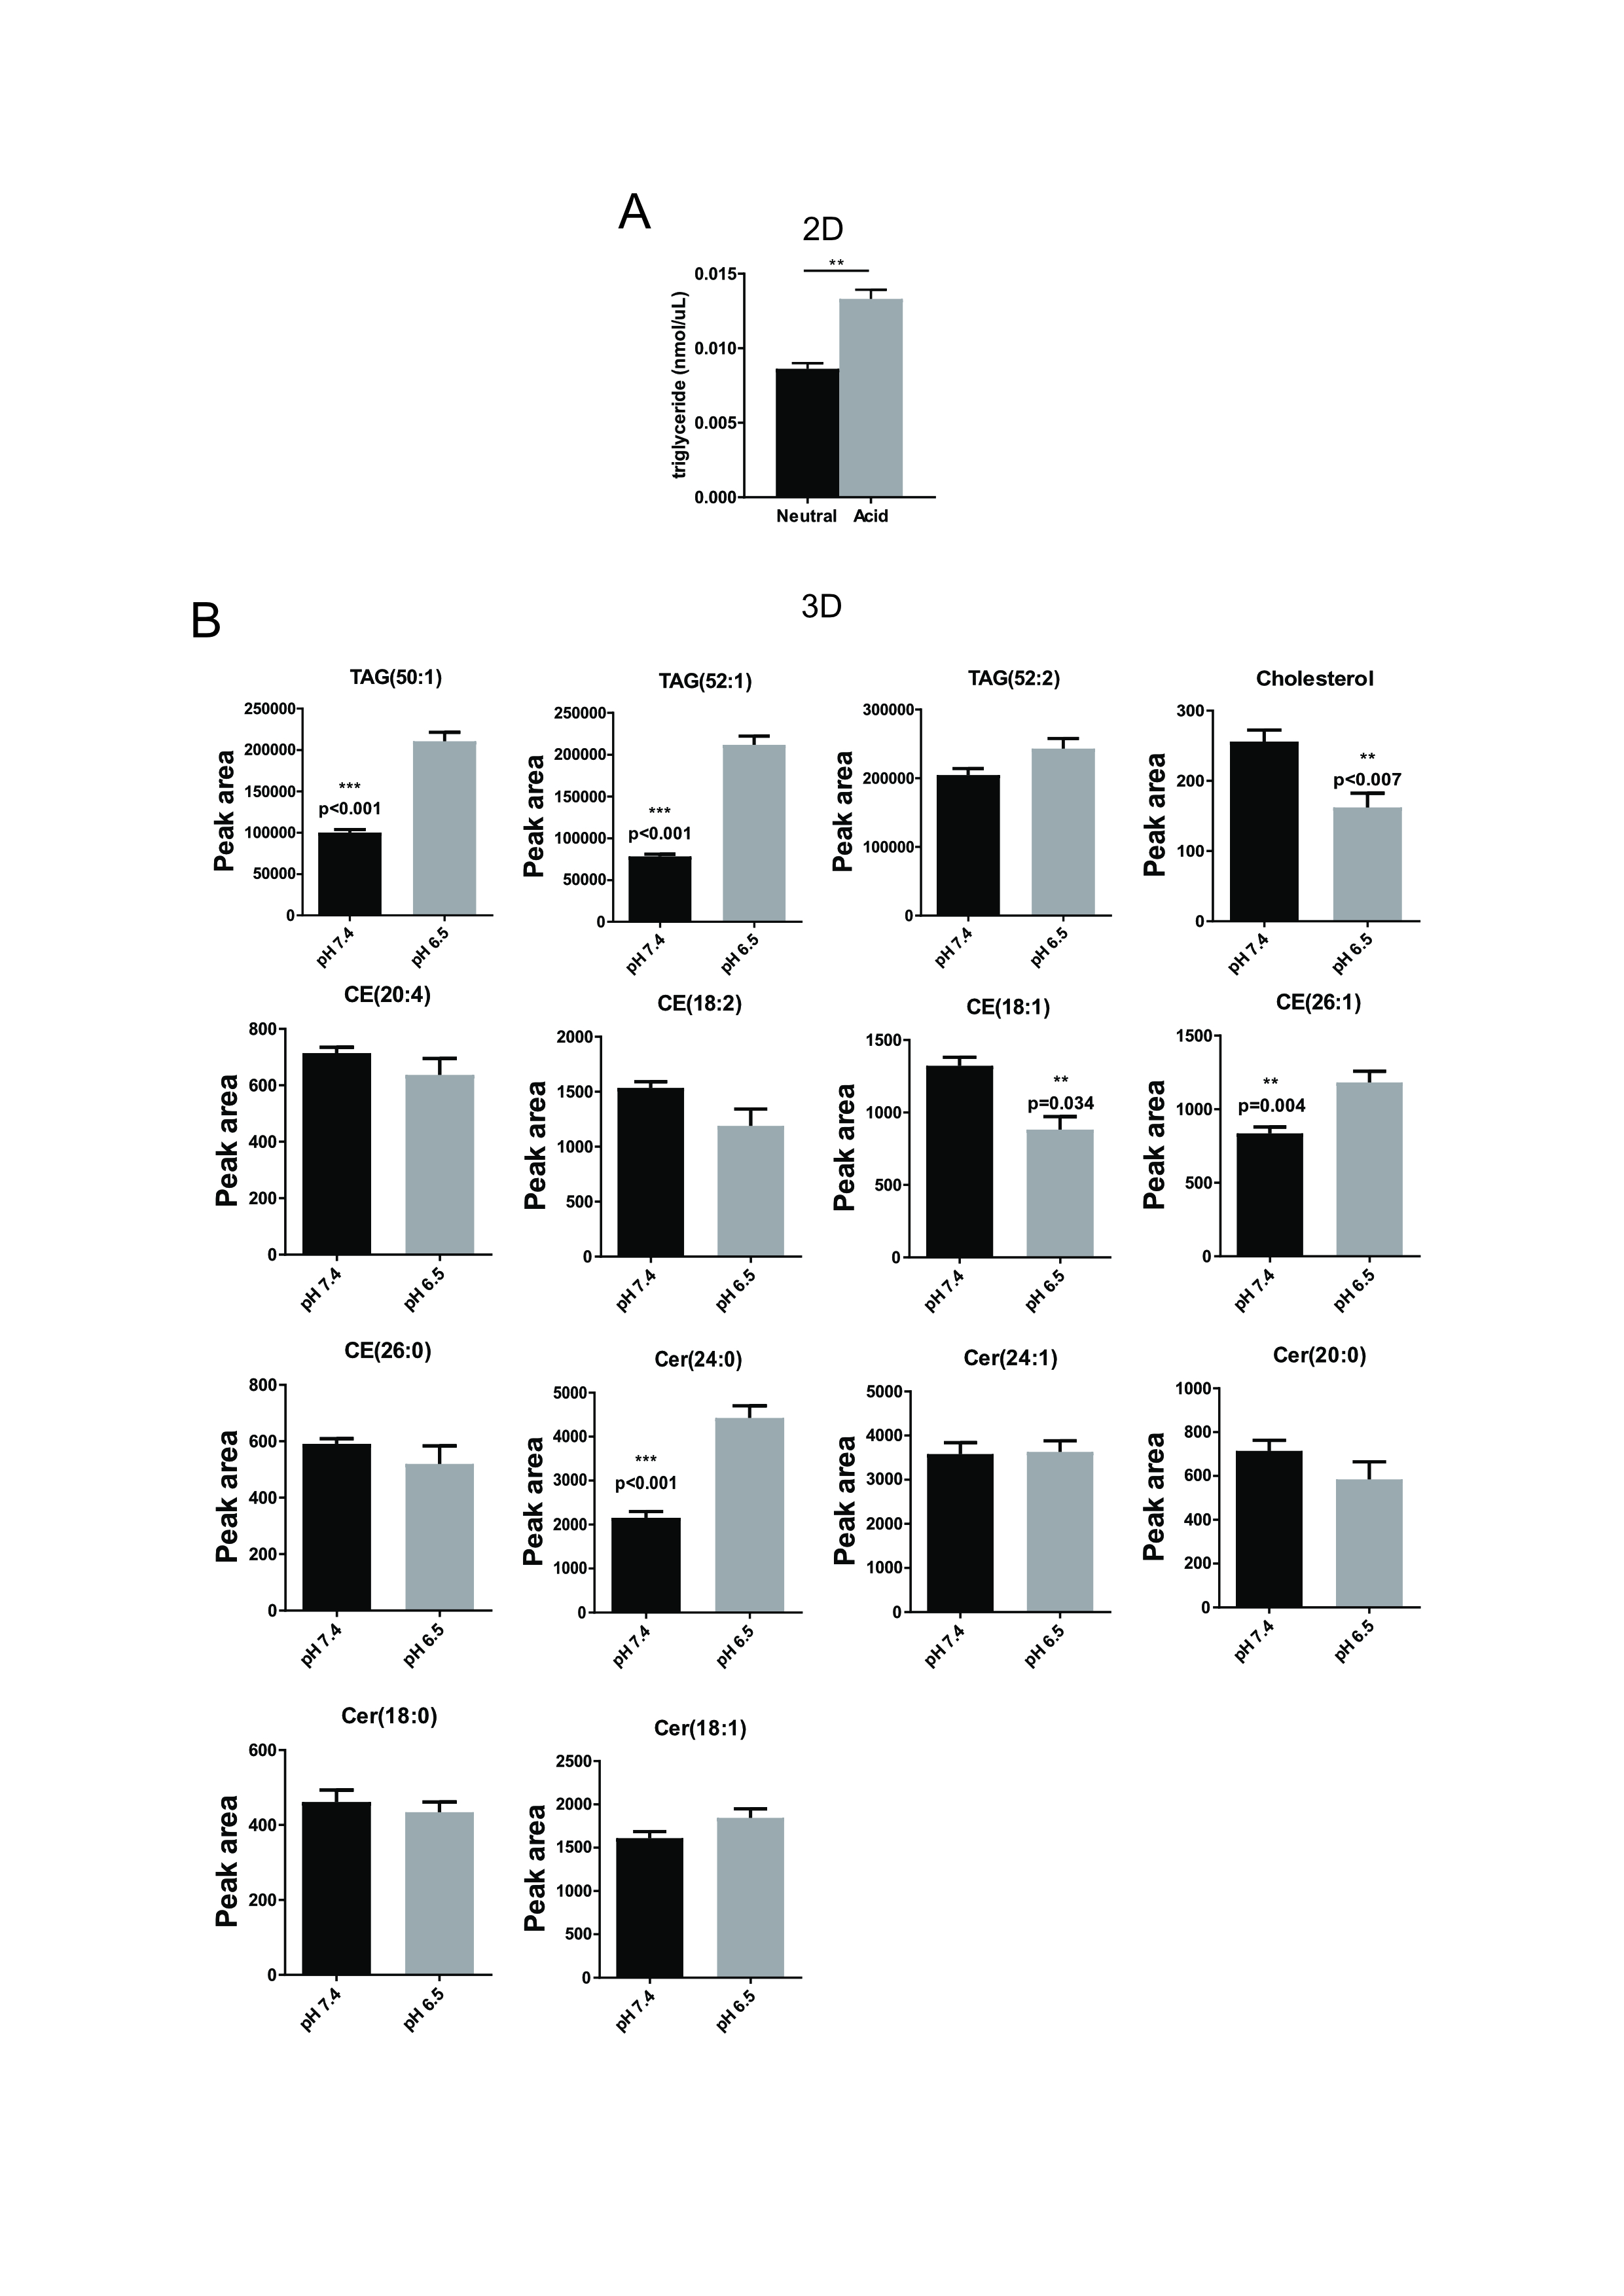 A
2D
**
triglyceride (nmol/uL)
0.015
0.010
0.005
0.000
Neutral Acid
B
3D
TAG(50:1)
Peak area
250000
200000
150000
100000
50000
0
***
p<0.001
pH 7.4
pH 6.5
TAG(52:1)
Peak area
250000
200000
150000
100000
50000
0
***
p<0.001
pH 7.4
pH 6.5
TAG(52:2)
Peak area
300000
200000
100000
0
pH 7.4
pH 6.5
Cholesterol
Peak area
300
200
100
0
**
p<0.007
pH 7.4
pH 6.5
CE(20:4)
Peak area
800
600
400
200
0
pH 7.4
pH 6.5
CE(18:2)
Peak area
2000
1500
1000
500
0
pH 7.4
pH 6.5
CE(18:1)
Peak area
1500
1000
500
0
**
p=0.034
pH 7.4
pH 6.5
CE(26:1)
Peak area
1500
1000
500
0
**
p=0.004
pH 7.4
pH 6.5
CE(26:0)
Peak area
800
600
400
200
0
pH 7.4
pH 6.5
Cer(24:0)
Peak area
5000
4000
3000
2000
1000
0
***
p<0.001
pH 7.4
pH 6.5
Cer(24:1)
Peak area
5000
4000
3000
2000
1000
0
pH 7.4
pH 6.5
Cer(20:0)
Peak area
1000
800
600
400
200
0
pH 7.4
pH 6.5
Cer(18:0)
Peak area
600
400
200
0
pH 7.4
pH 6.5
Cer(18:1)
Peak area
2500
2000
1500
1000
500
0
pH 7.4
pH 6.5